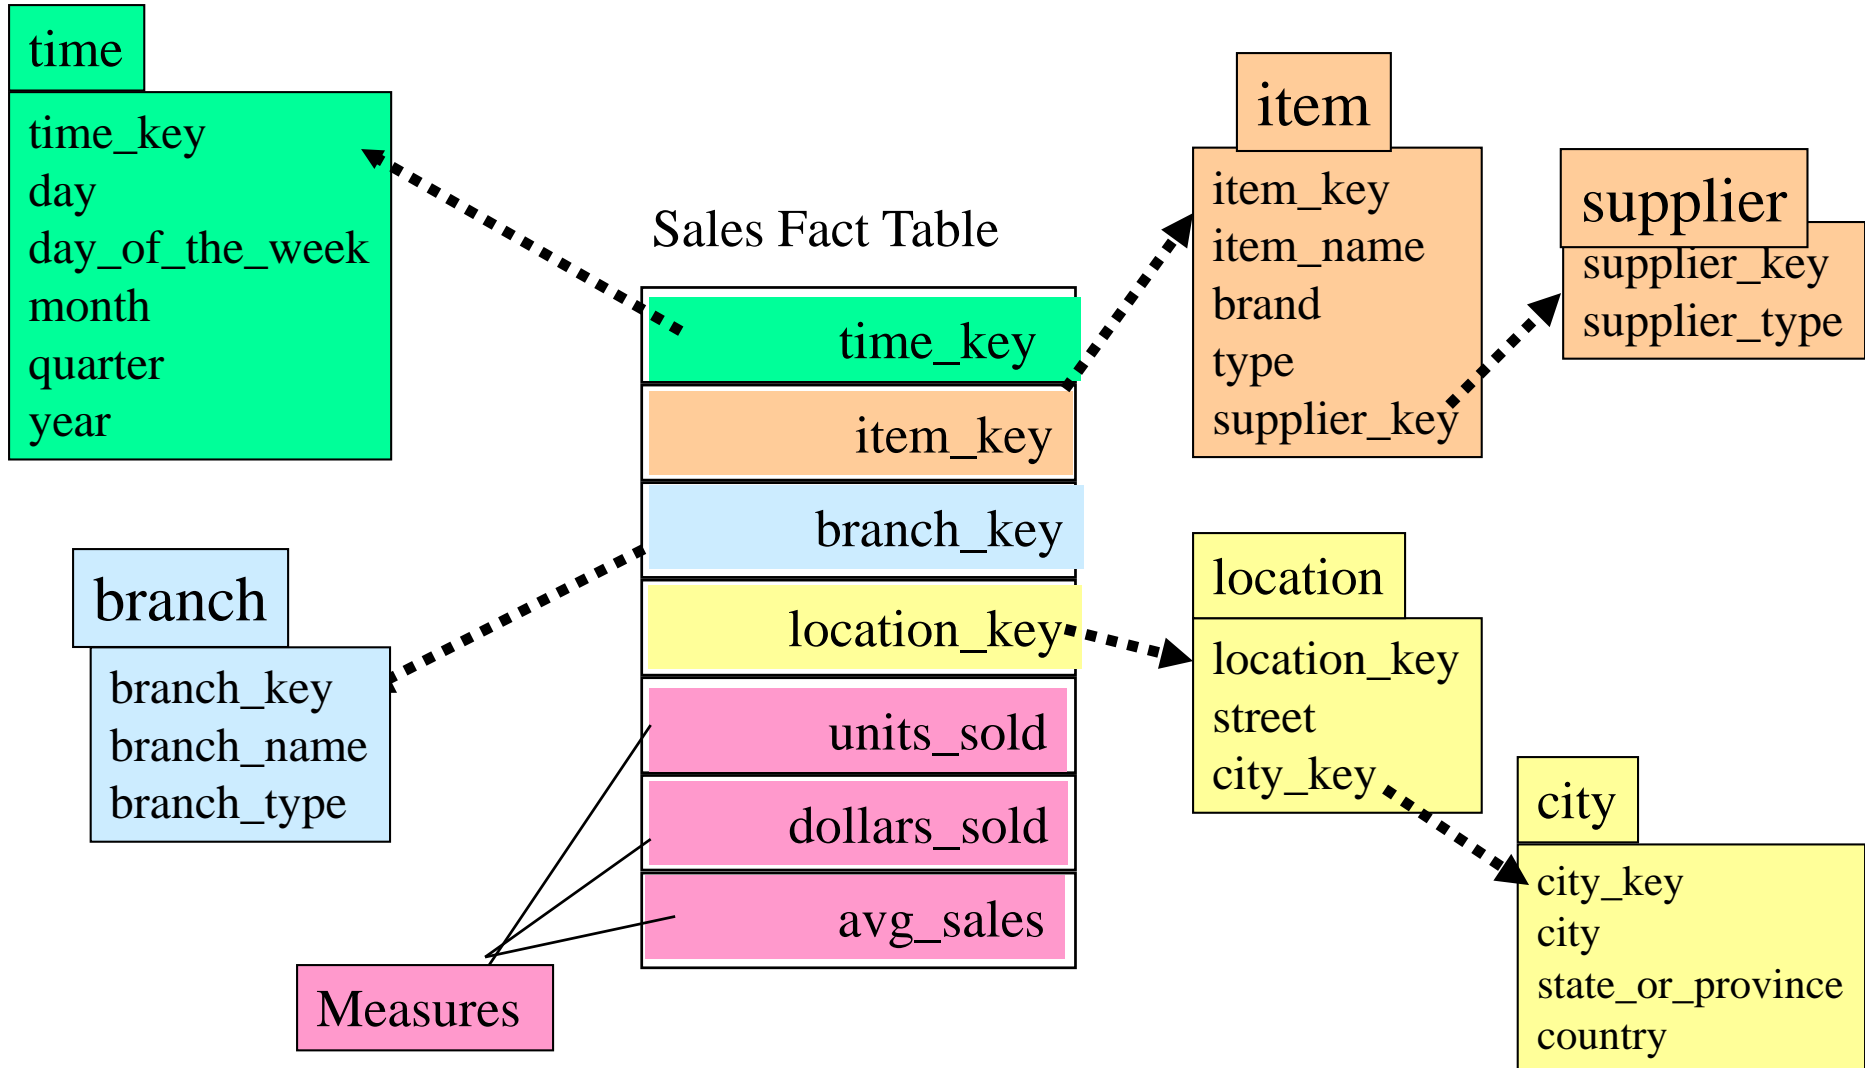 time
time_key
day
day_of_the_week
month
quarter
year
branch
branch_key
branch_name
branch_type
Sales Fact Table
time_key
item_key
branch_key
location_key
units_sold
dollars_sold
avg_sales
Measures
item
item_key
item_name
brand
type
supplier_key
supplier
supplier_key
supplier_type
location
location_key
street
city_key
city
city_key
city
state_or_province
country